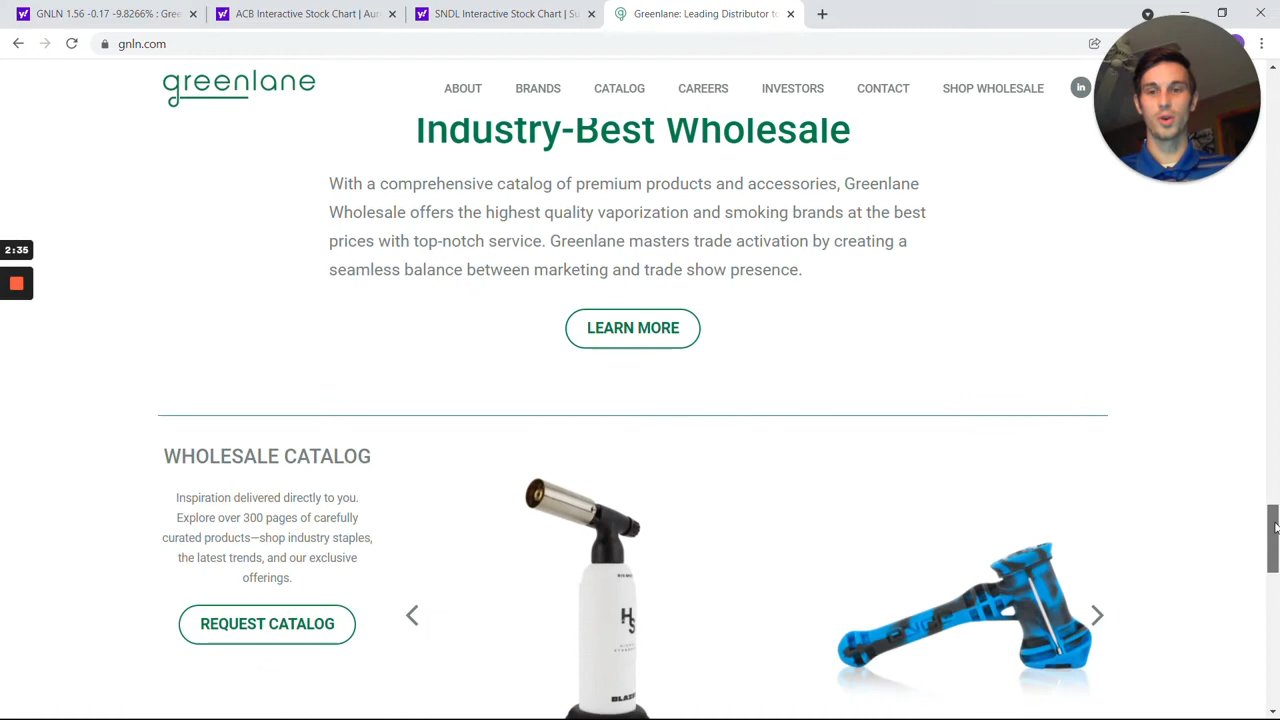 GNLN 1.56 -0.17 -9.8266% : Gree
ACB Interactive Stock Chart | Aur
SNDL Interactive Stock Chart | Su
Greenlane: Leading Distributor to
gnln.com
greenlane
ABOUT
BRANDS
CATALOG
CAREERS
INVESTORS
CONTACT
SHOP WHOLESALE
in
Industry-Best Wholesale
With a comprehensive catalog of premium products and accessories, Greenlane
Wholesale offers the highest quality vaporization and smoking brands at the best
prices with top-notch service. Greenlane masters trade activation by creating a
seamless balance between marketing and trade show presence.
2:35
LEARN MORE
WHOLESALE CATALOG
Inspiration delivered directly to you.
Explore over 300 pages of carefully
curated products—shop industry staples,
the latest trends, and our exclusive
offerings.
REQUEST CATALOG
HS
BLAZE